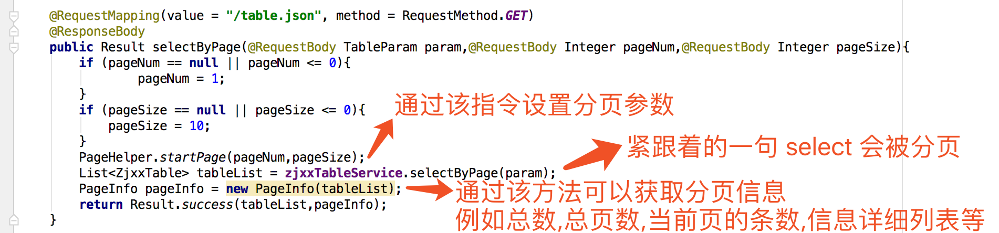 @RequestMapping(value = "/table.json", method = RequestMethod.GET)
@ResponseBody
public Result selectByPage(@RequestBody TableParam param,@RequestBody Integer pageNum,@RequestBody Integer pageSize){
if (pageNum == null || pageNum <= 0){
pageNum = 1;
}
if (pageSize == null || pageSize <= 0){
通过该指令设置分页参数
pageSize = 10;
}
紧跟着的一句 select 会被分页
PageHelper.startPage(pageNum,pageSize);
List<ZjxxTable> tableList = zjxxTableService.selectByPage(param);
PageInfo pageInfo = new PageInfo(tableList);
通过该方法可以获取分页信息
return Result.success(tableList,pageInfo);
例如总数,总页数,当前页的条数,信息详细列表等
}